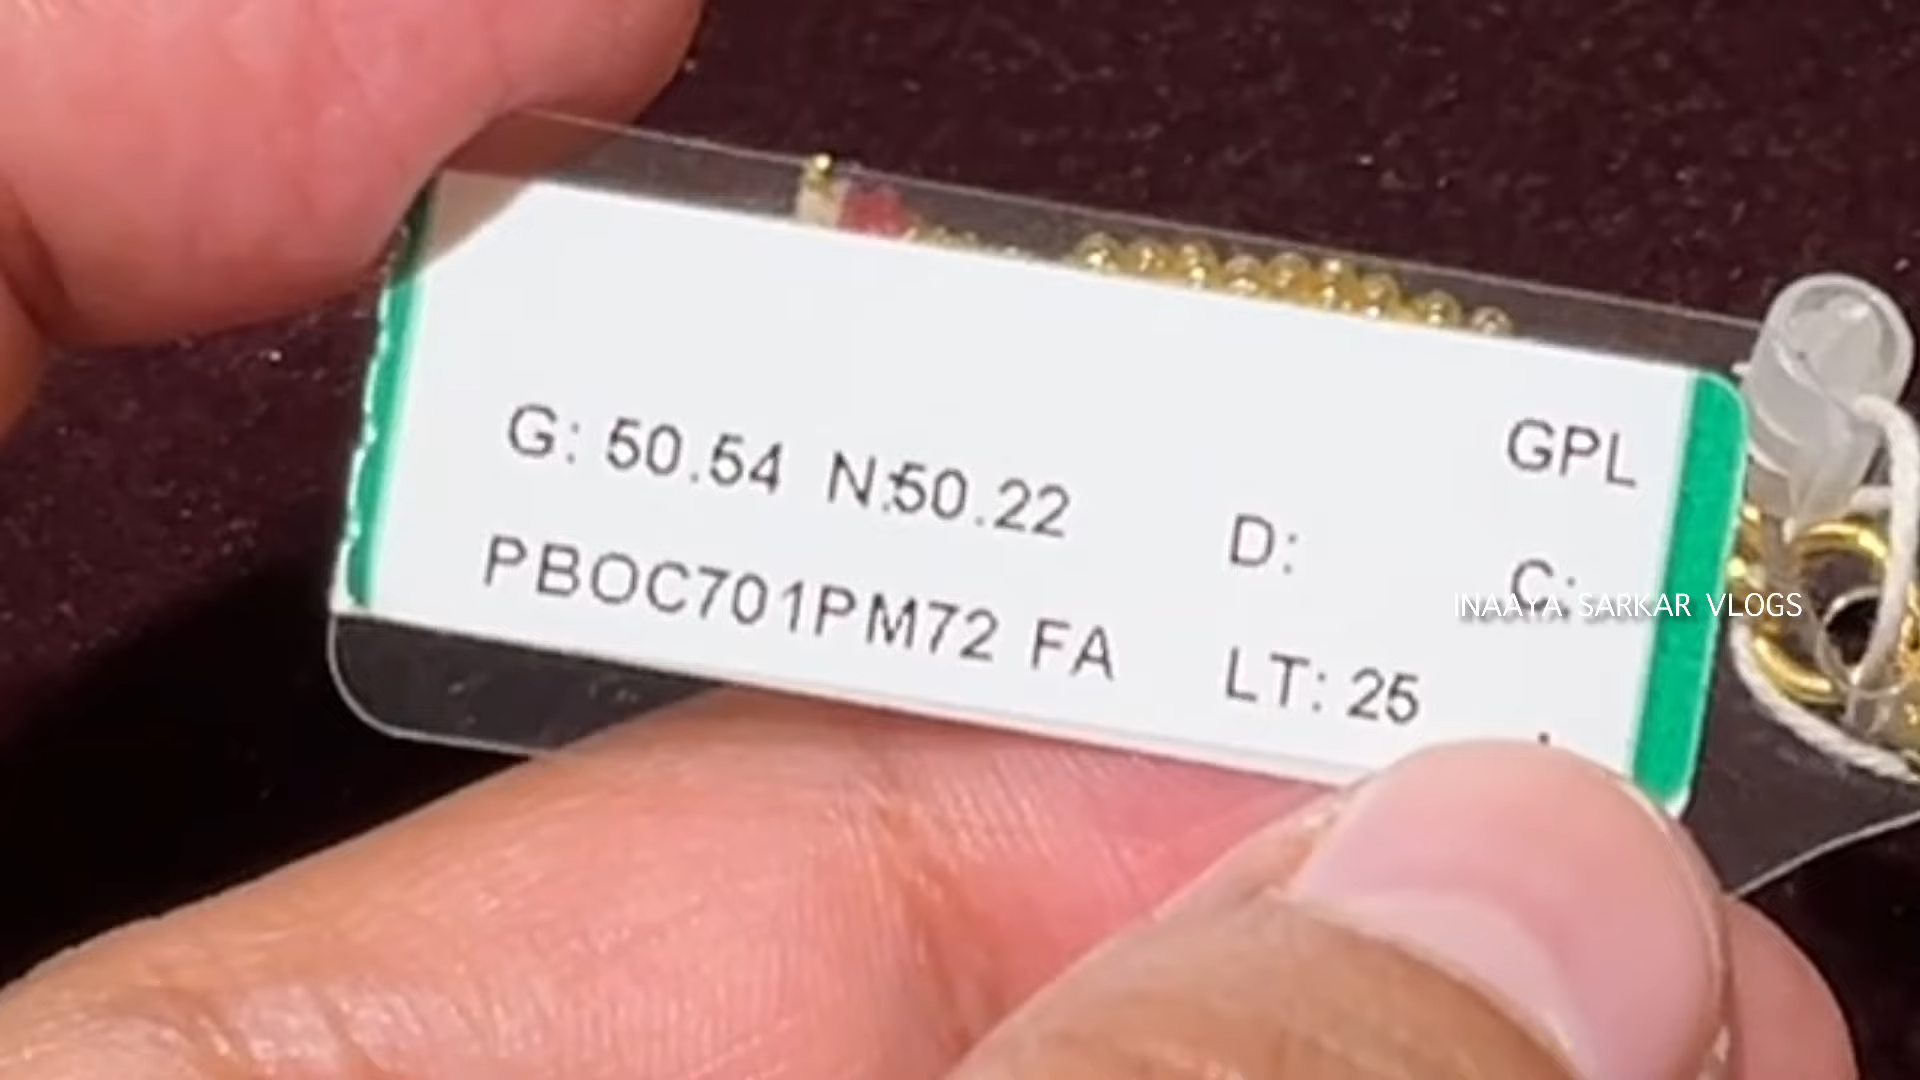 GPL
G: 50.54 N:50.22 D: C:
PBOC701PM72 FA LT: 25
INAAYA SARKAR VLOGS